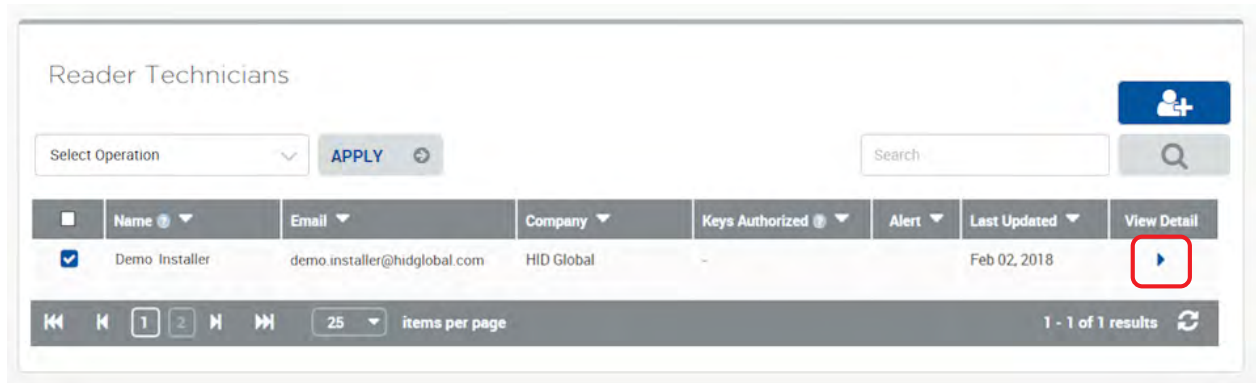 Reader Technicians
Select Operation APPLY Search
Name Email Company Keys Authorized Alert Last Updated View Detail
Demo Installer demo.installer@hidglobal.com HID Global - Feb 02, 2018
1 2 25 items per page 1 - 1 of 1 results